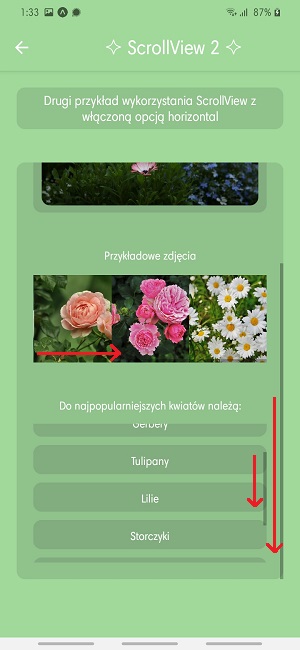 1:33
87%
✧ ScrollView 2 ✧
Drugi przykład wykorzystania ScrollView z
włączoną opcją horizontal
Przykładowe zdjęcia
Do najpopularniejszych kwiatów należą:
Gerbery
Tulipany
Lilie
Storczyki